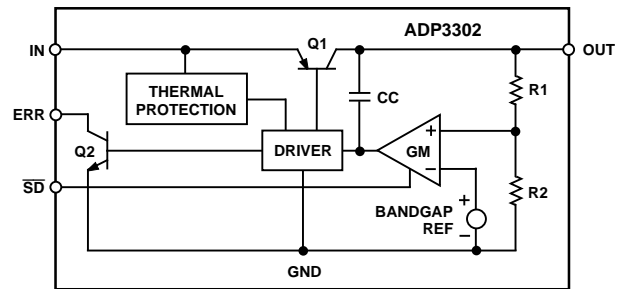 ADP3302
IN
Q1
OUT
THERMAL
PROTECTION
CC
R1
ERR
Q2
DRIVER
GM
+
−
SD
R2
BANDGAP
REF
+
−
GND